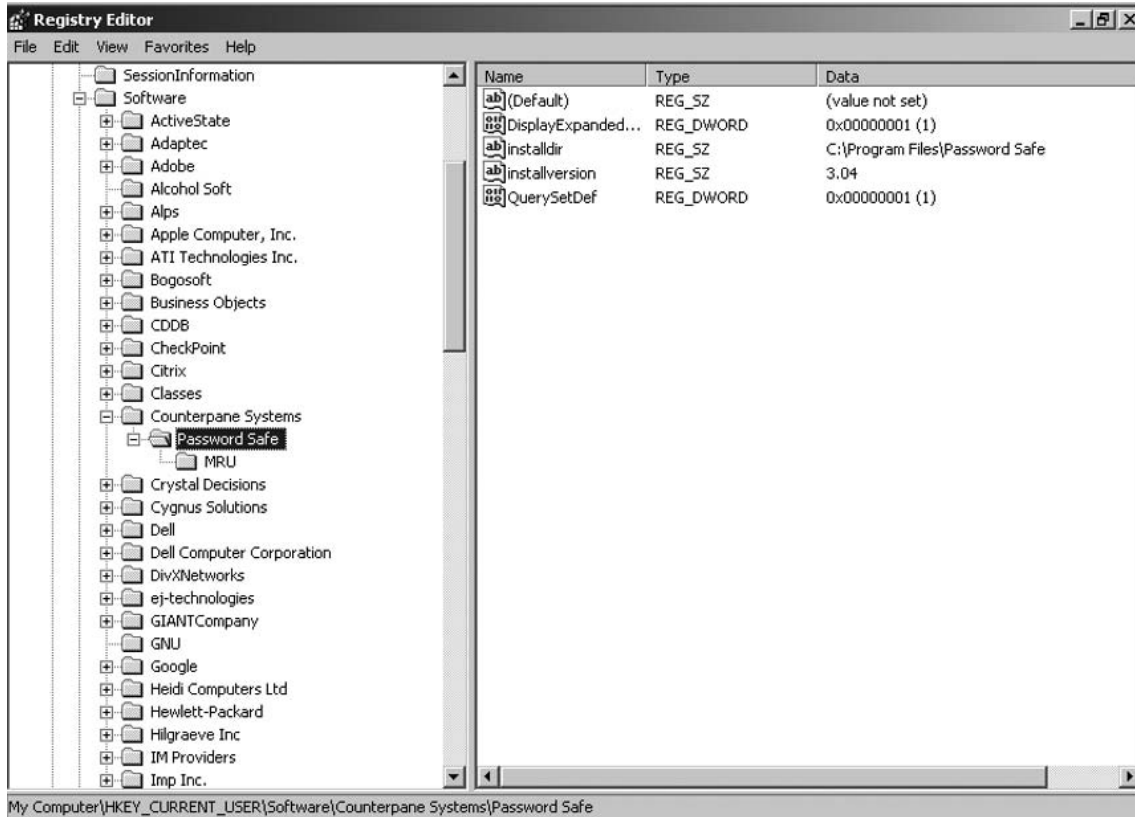 Registry Editor
File Edit View Favorites Help
SessionInformation
Software
ActiveState
Adaptec
Adobe
Alcohol Soft
Alps
Apple Computer, Inc.
ATI Technologies Inc.
Bogosoft
Business Objects
CDDB
CheckPoint
Citrix
Classes
Counterpane Systems
Password Safe
MRU
Crystal Decisions
Cygnus Solutions
Dell
Dell Computer Corporation
DivXNetworks
ej-technologies
GIANTCompany
GNU
Google
Heidi Computers Ltd
Hewlett-Packard
Hilgraeve Inc
IM Providers
Imp Inc.
Name Type Data
(Default) REG_SZ (value not set)
DisplayExpanded... REG_DWORD 0x00000001 (1)
installdir REG_SZ C:\Program Files\Password Safe
installversion REG_SZ 3.04
QuerySetDef REG_DWORD 0x00000001 (1)
My Computer\HKEY_CURRENT_USER\Software\Counterpane Systems\Password Safe